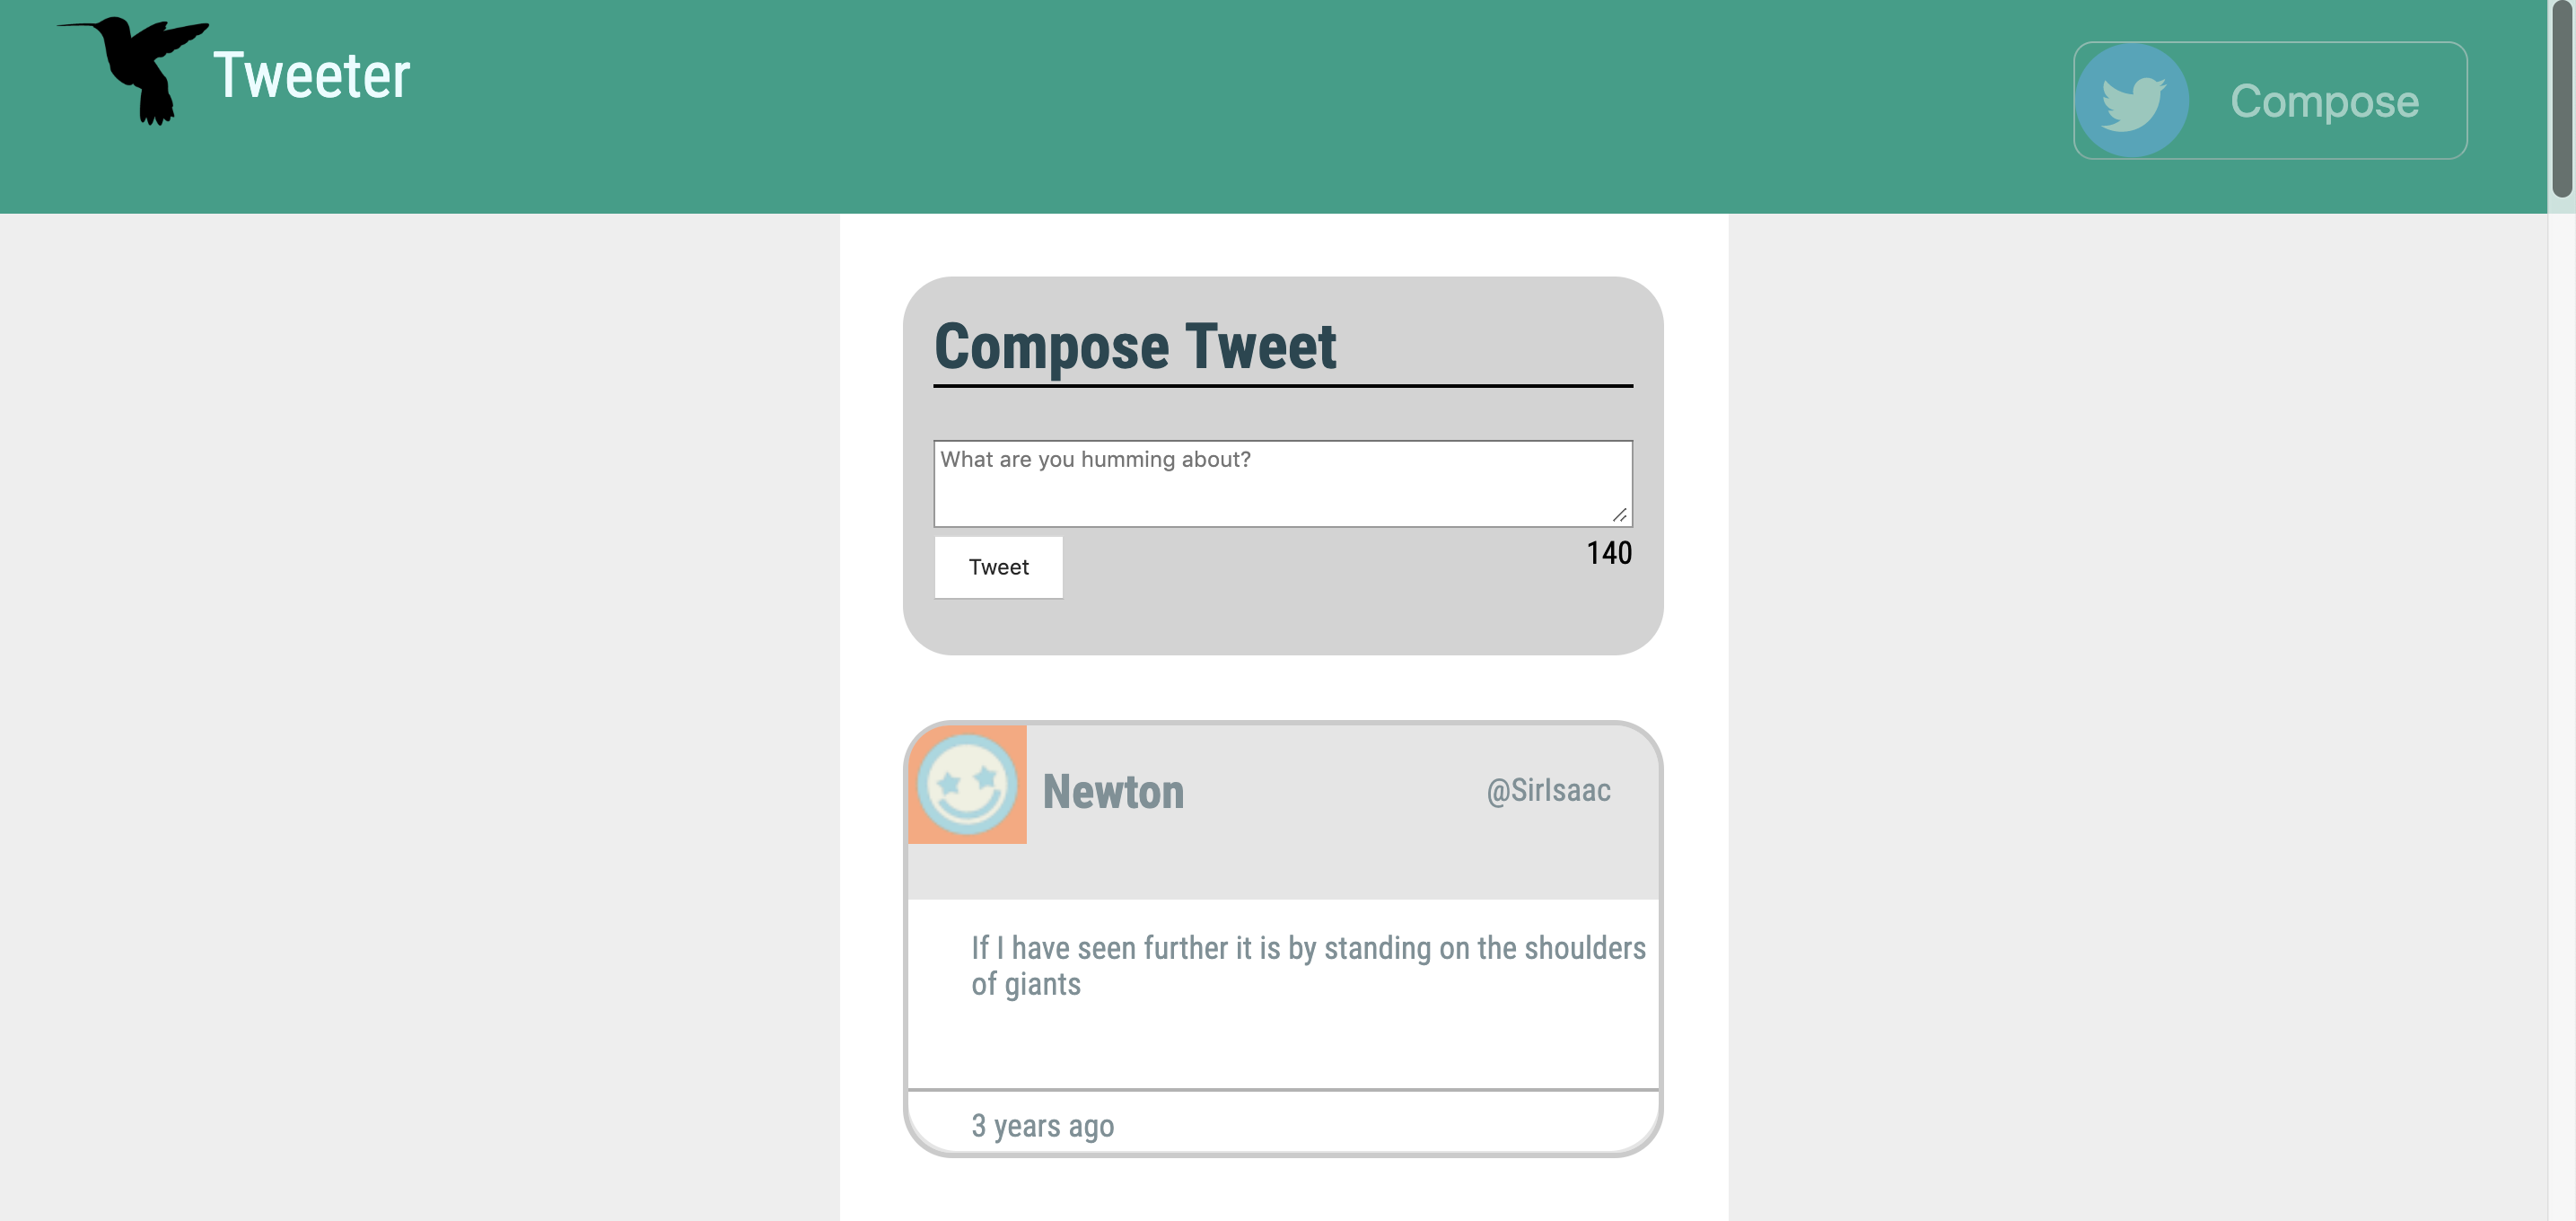 Tweeter
Compose
Compose Tweet
What are you humming about?
Tweet
140
Newton
@SirIsaac
If I have seen further it is by standing on the shoulders
of giants
3 years ago